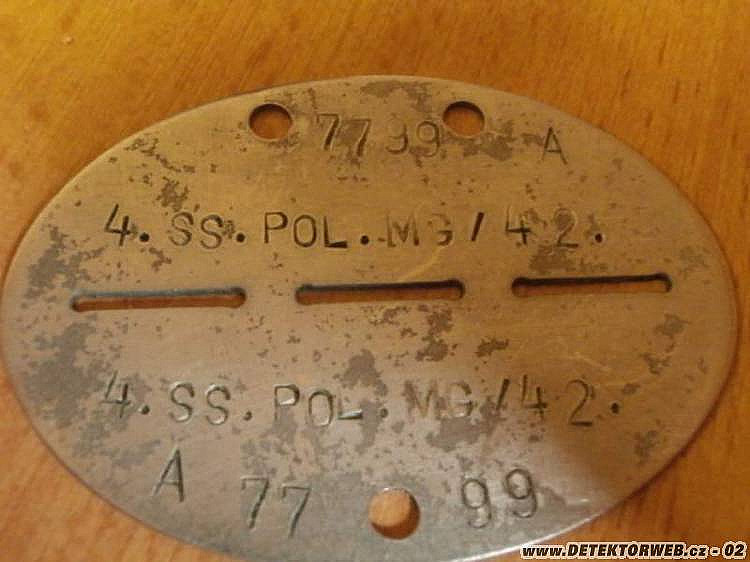 7799 A
4. SS. POL. MG/42.
4. SS. POL. MG/42.
A 77 99
www.DETEKTORWEB.cz - 02